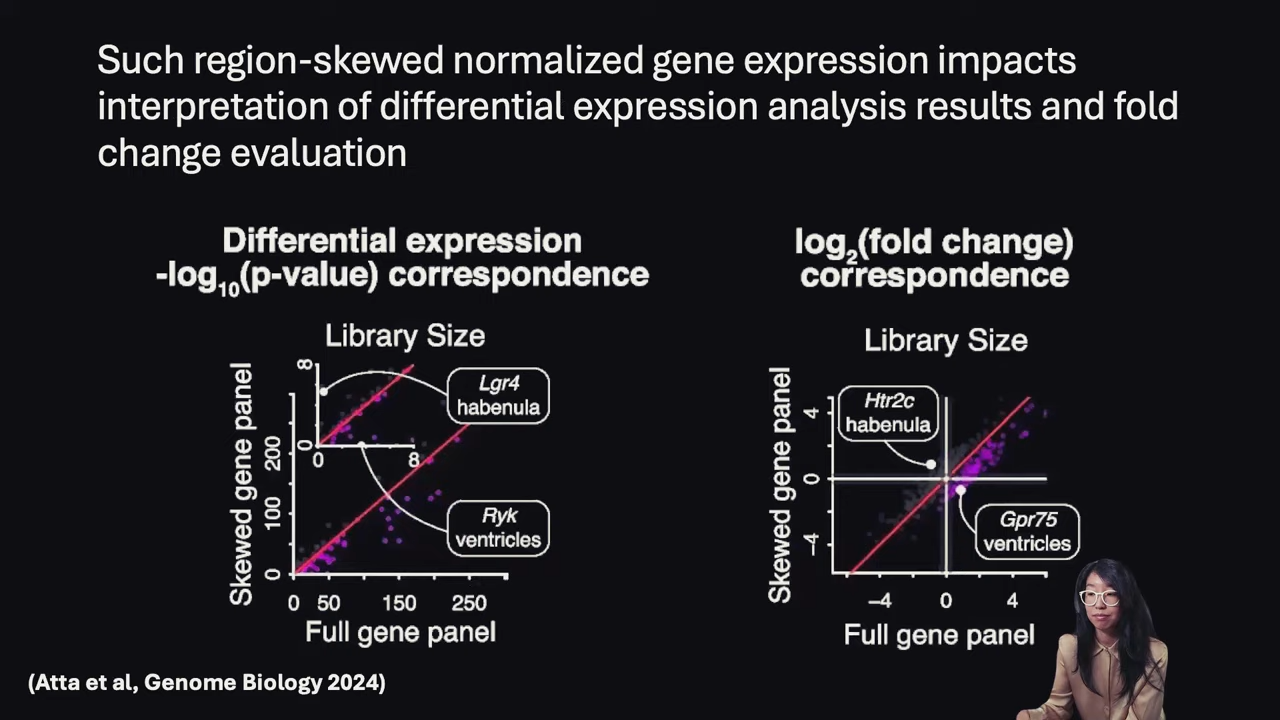 Such region-skewed normalized gene expression impacts
interpretation of differential expression analysis results and fold
change evaluation
Differential expression
-log10(p-value) correspondence
Library Size
Skewed gene panel
8
0
0
8
200
100
0
0
50
150
250
Full gene panel
Lgr4
habenula
Ryk
ventricles
log2(fold change)
correspondence
Library Size
Skewed gene panel
4
0
-4
−4
0
4
Full gene panel
Htr2c
habenula
Gpr75
ventricles
(Atta et al, Genome Biology 2024)